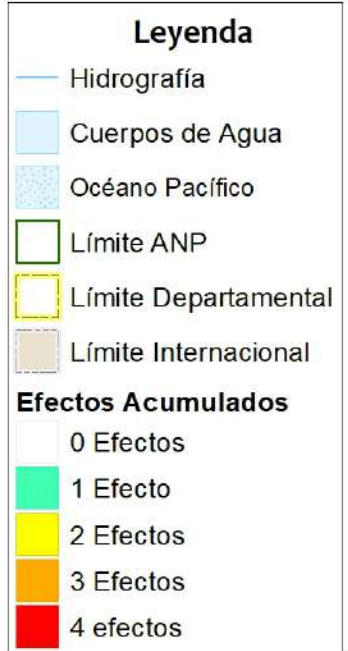 Leyenda
Hidrografía
Cuerpos de Agua
Océano Pacífico
Límite ANP
Límite Departamental
Límite Internacional
Efectos Acumulados
0 Efectos
1 Efecto
2 Efectos
3 Efectos
4 efectos